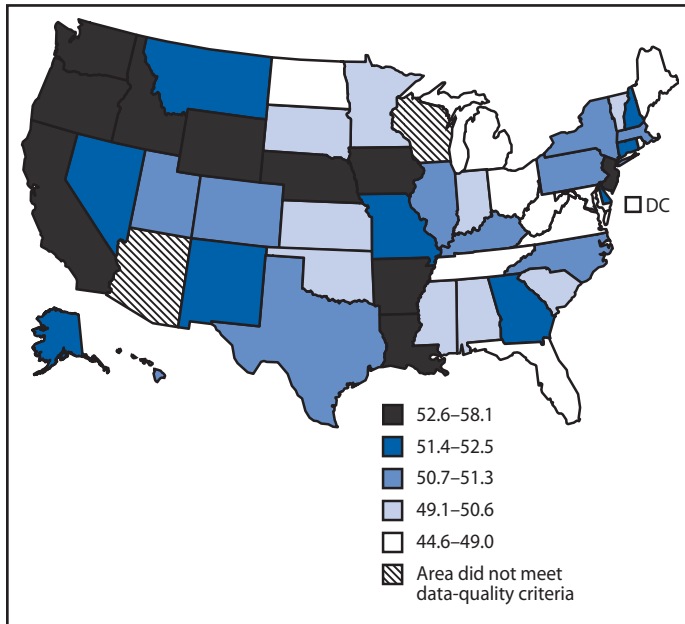 DC
52.6–58.1
51.4–52.5
50.7–51.3
49.1–50.6
44.6–49.0
Area did not meet
data-quality criteria